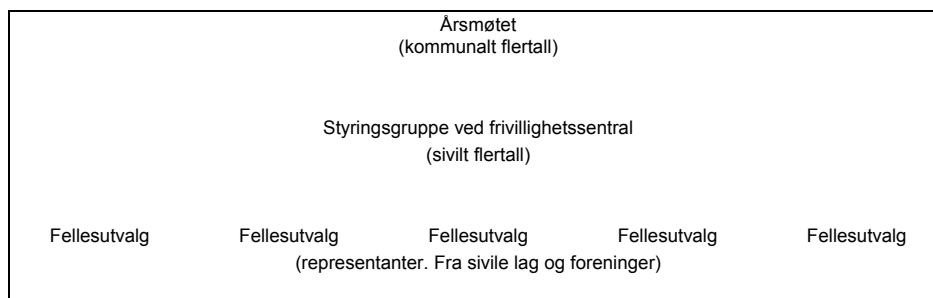 Årsmøtet
(kommunalt flertall)
Styringsgruppe ved frivillighetssentral
(sivilt flertall)
Fellesutvalg Fellesutvalg Fellesutvalg Fellesutvalg Fellesutvalg
(representanter. Fra sivile lag og foreninger)